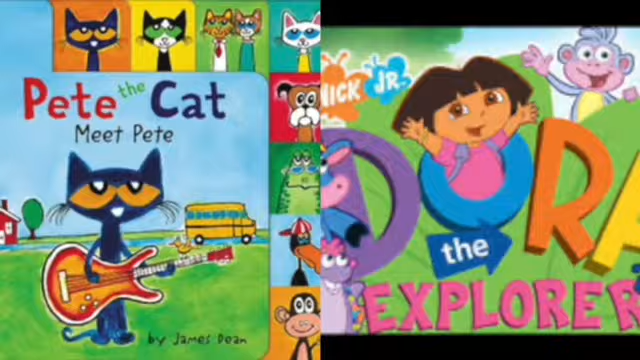 Pete the Cat
Meet Pete
by James Dean
NICK JR.
DORA
the
EXPLORER